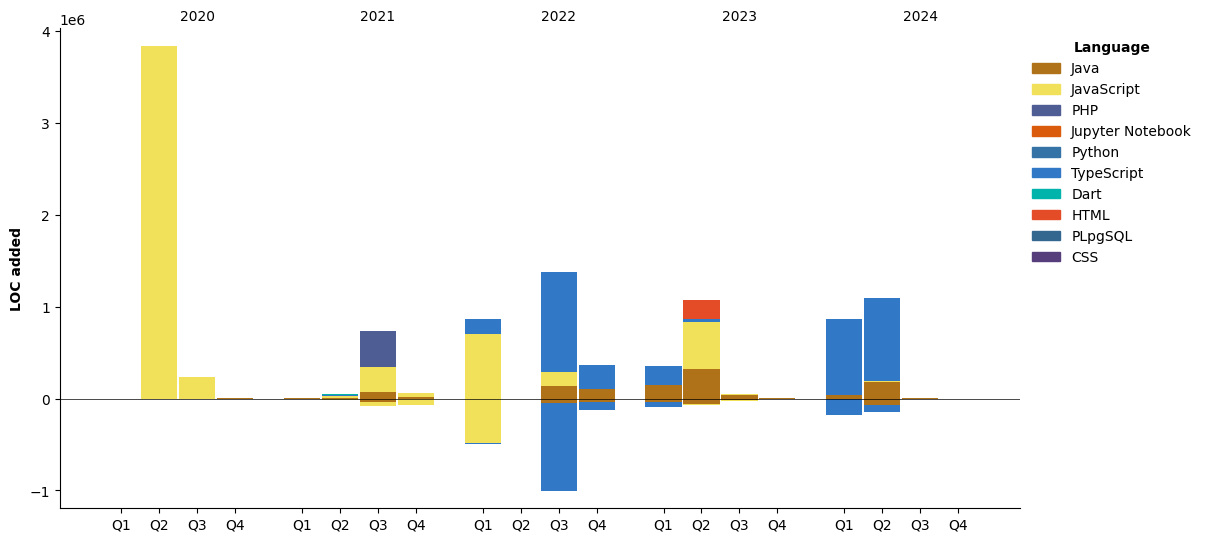 2020 2021 2022 2023 2024
1e6
4
3
2
1
0
−1
LOC added
Q1 Q2 Q3 Q4 Q1 Q2 Q3 Q4 Q1 Q2 Q3 Q4 Q1 Q2 Q3 Q4 Q1 Q2 Q3 Q4
Language
Java
JavaScript
PHP
Jupyter Notebook
Python
TypeScript
Dart
HTML
PLpgSQL
CSS